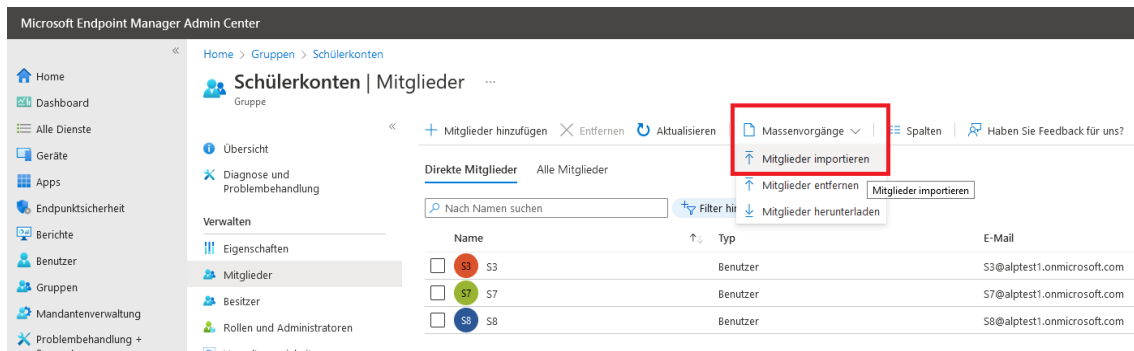 Microsoft Endpoint Manager Admin Center
«
Home
Dashboard
Alle Dienste
Geräte
Apps
Endpunktsicherheit
Berichte
Benutzer
Gruppen
Mandantenverwaltung
Problembehandlung +
Home > Gruppen > Schülerkonten
Schülerkonten | Mitglieder ...
Gruppe
«
Übersicht
Diagnose und
Problembehandlung
Verwalten
Eigenschaften
Mitglieder
Besitzer
Rollen und Administratoren
+ Mitglieder hinzufügen Entfernen Aktualisieren Massenvorgänge Spalten Haben Sie Feedback für uns?
Mitglieder importieren
Mitglieder entfernen
Mitglieder importieren
Mitglieder herunterladen
Direkte Mitglieder Alle Mitglieder
Nach Namen suchen
Name ↑↓ Typ E-Mail
S3 S3 Benutzer S3@alptest1.onmicrosoft.com
S7 S7 Benutzer S7@alptest1.onmicrosoft.com
S8 S8 Benutzer S8@alptest1.onmicrosoft.com